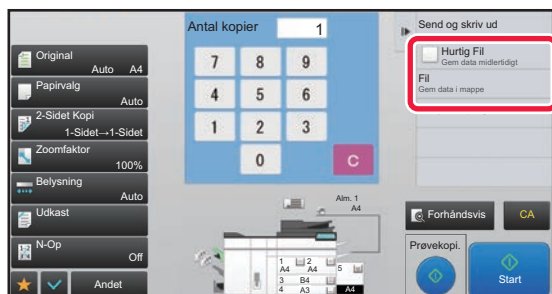 Antal kopier 1
Send og skriv ud
Hurtig Fil
Gem data midlertidigt
Fil
Gem data i mappe
Original
Auto A4
Papirvalg
Auto
2-Sidet Kopi
1-Sidet→1-Sidet
Zoomfaktor
100%
Belysning
Auto
Udkast
N-Op
Off
Andet
7 8 9
4 5 6
1 2 3
0 C
Alm. 1
A4
1 2
A4 A4
3 B4
4 A3
5
A4
Forhåndsvis
CA
Prøvekopi.
Start